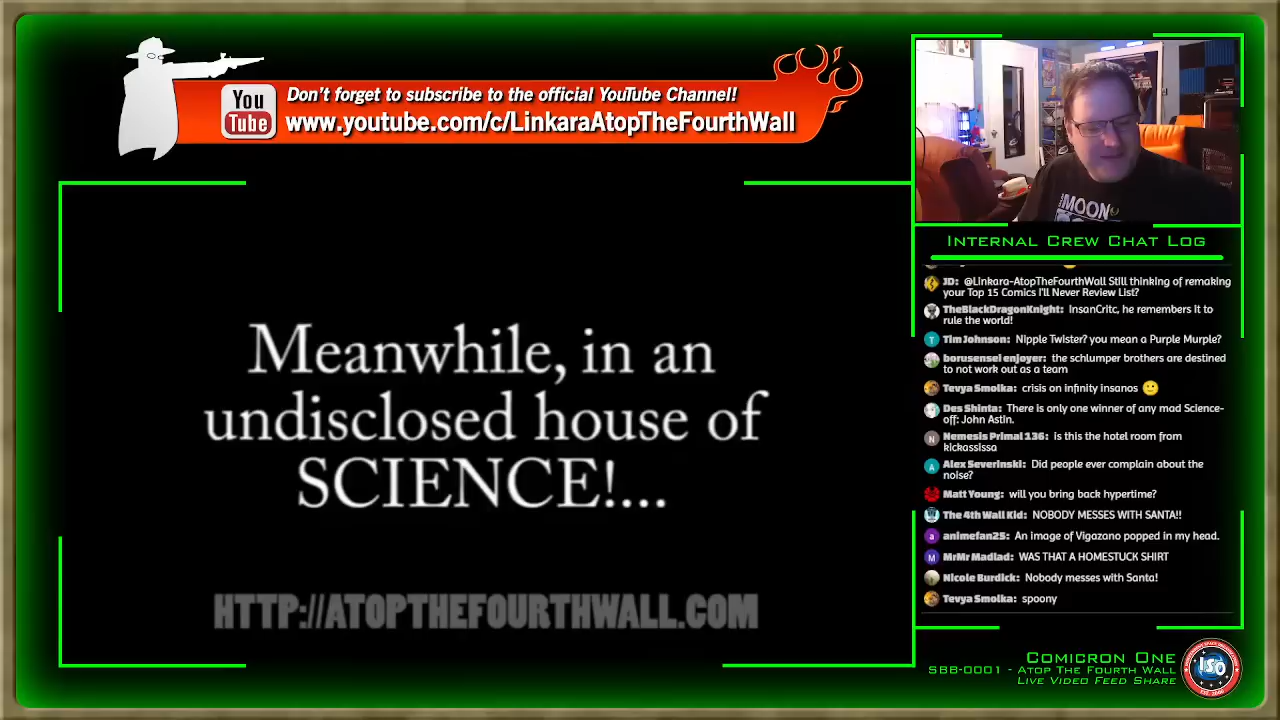 Don't forget to subscribe to the official YouTube Channel!
You
Tube
www.youtube.com/c/LinkaraAtopTheFourthWall
MOON
Meanwhile, in an
undisclosed house of
SCIENCE!...
HTTP://ATOPTHEFOURTHWALL.COM
Internal Crew Chat Log
JD: @Linkara-AtopTheFourthWall Still thinking of remaking
your Top 15 Comics I'll Never Review List?
TheBlackDragonKnight: InsanCritc, he remembers it to
rule the world!
T
Tim Johnson: Nipple Twister? you mean a Purple Murple?
borusensei enjoyer: the schlumper brothers are destined
to not work out as a team
Tevya Smolka: crisis on infinity insanos 🙂
Des Shinta: There is only one winner of any mad Science-
off: John Astin.
N
Nemesis Primal 136: is this the hotel room from
kickassissa
A
Alex Severinski: Did people ever complain about the
noise?
Matt Young: will you bring back hypertime?
The 4th Wall Kid: NOBODY MESSES WITH SANTA!!
a
animefan25: An image of Vigazano popped in my head.
M
MrMr Madlad: WAS THAT A HOMESTUCK SHIRT
Nicole Burdick: Nobody messes with Santa!
Tevya Smolka: spoony
Comicron One
SBB-0001 - Atop The Fourth Wall
Live Video Feed Share
ISO